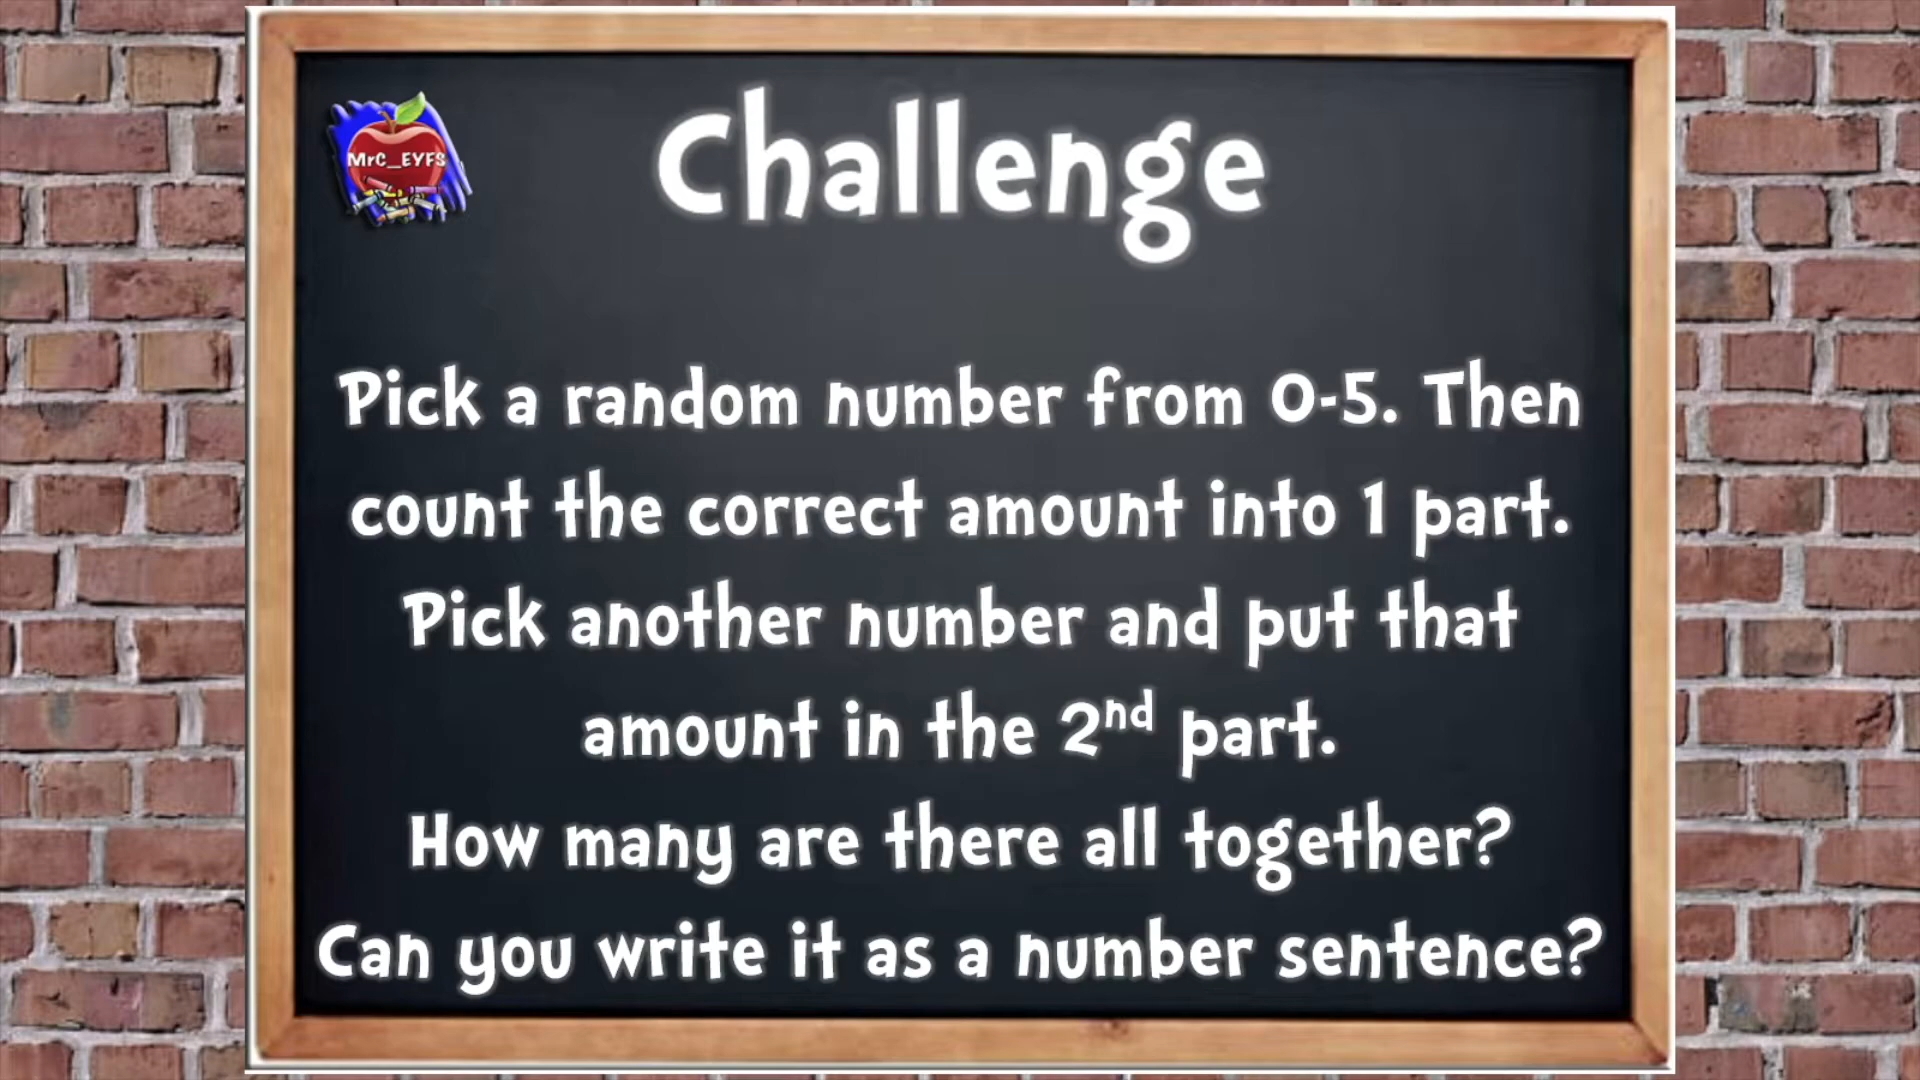 MrC_EYFS
Challenge
Pick a random number from 0-5. Then
count the correct amount into 1 part.
Pick another number and put that
amount in the 2nd part.
How many are there all together?
Can you write it as a number sentence?